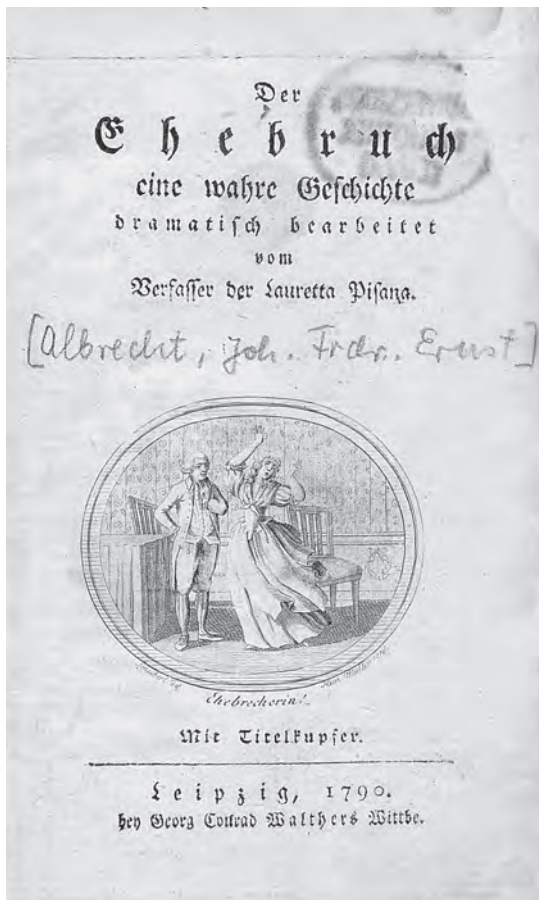 Der
Ehebruch
eine wahre Geschichte
dramatisch bearbeitet
vom
Verfasser der Lauretta Pisana.
[Albrecht, Joh. Frdr. Ernst]
Ehebrecherin!
Mit Titelkupfer.
Leipzig, 1790.
bey Georg Conrad Walthers Wittbe.